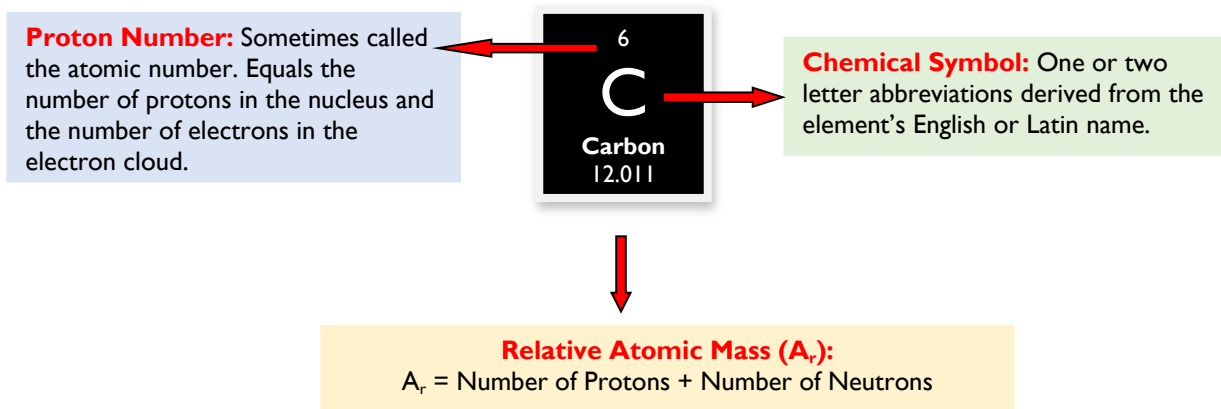 Proton Number: Sometimes called
the atomic number. Equals the
number of protons in the nucleus and
the number of electrons in the
electron cloud.
6
C
Carbon
12.011
Chemical Symbol: One or two
letter abbreviations derived from the
element's English or Latin name.
Relative Atomic Mass (Aᵣ):
Aᵣ = Number of Protons + Number of Neutrons